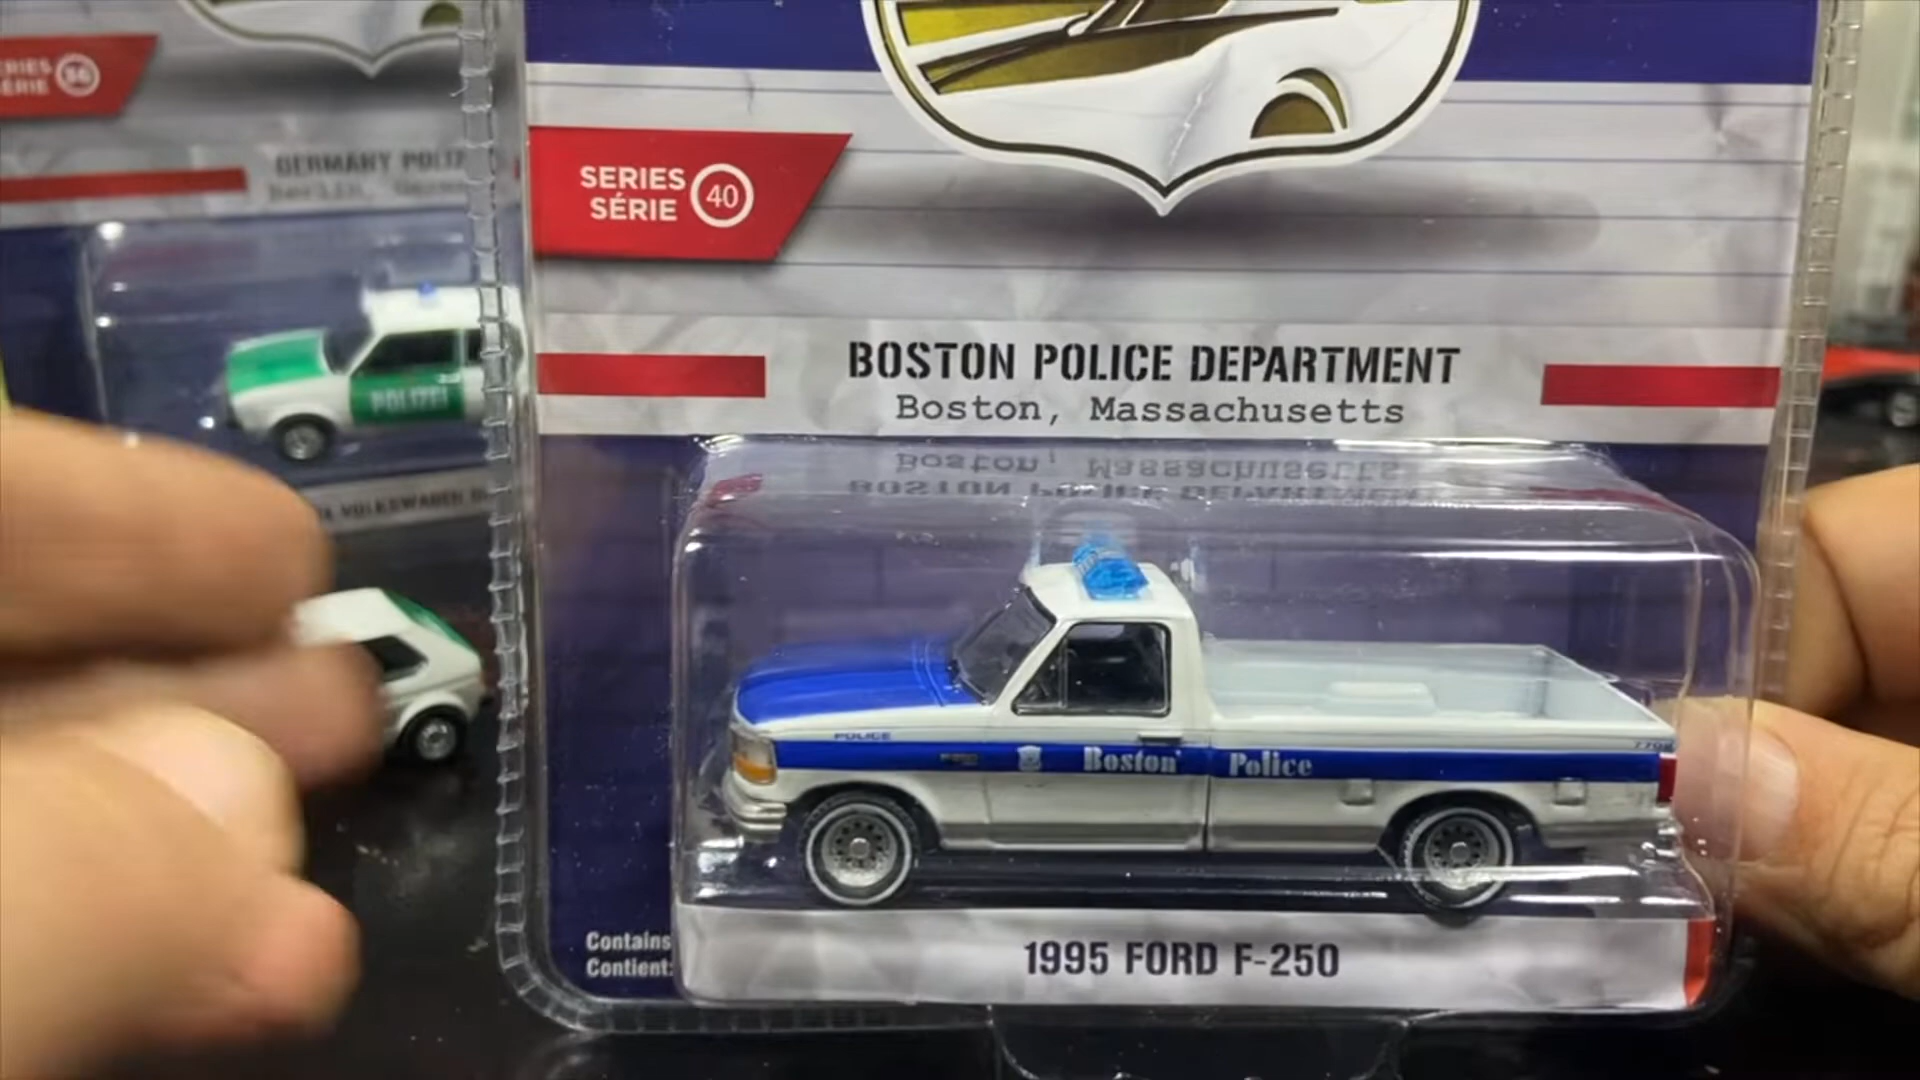 SERIES
SÉRIE 40
BOSTON POLICE DEPARTMENT
Boston, Massachusetts
POLICE
Boston Police
Contains
Contient:
1995 FORD F-250
SÉRIE
GERMANY
POLIZEI
VOLKSWAGEN